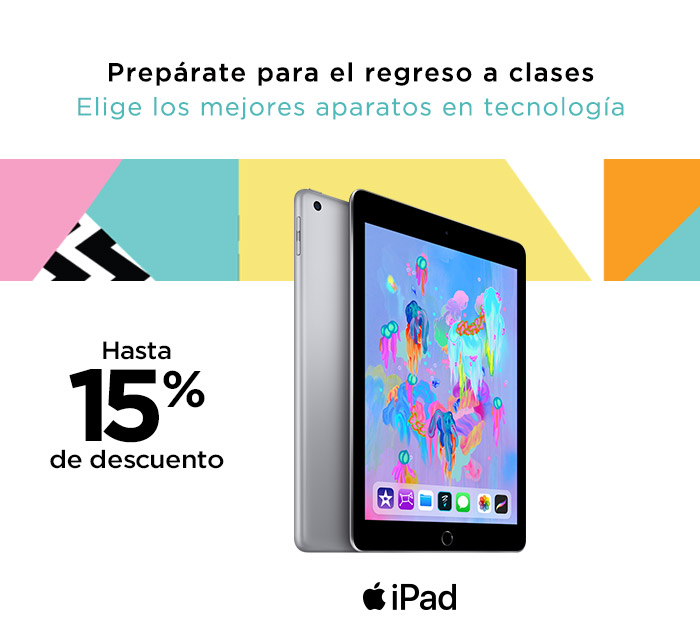 Prepárate para el regreso a clases
Elige los mejores aparatos en tecnología
Hasta
15%
de descuento
iPad